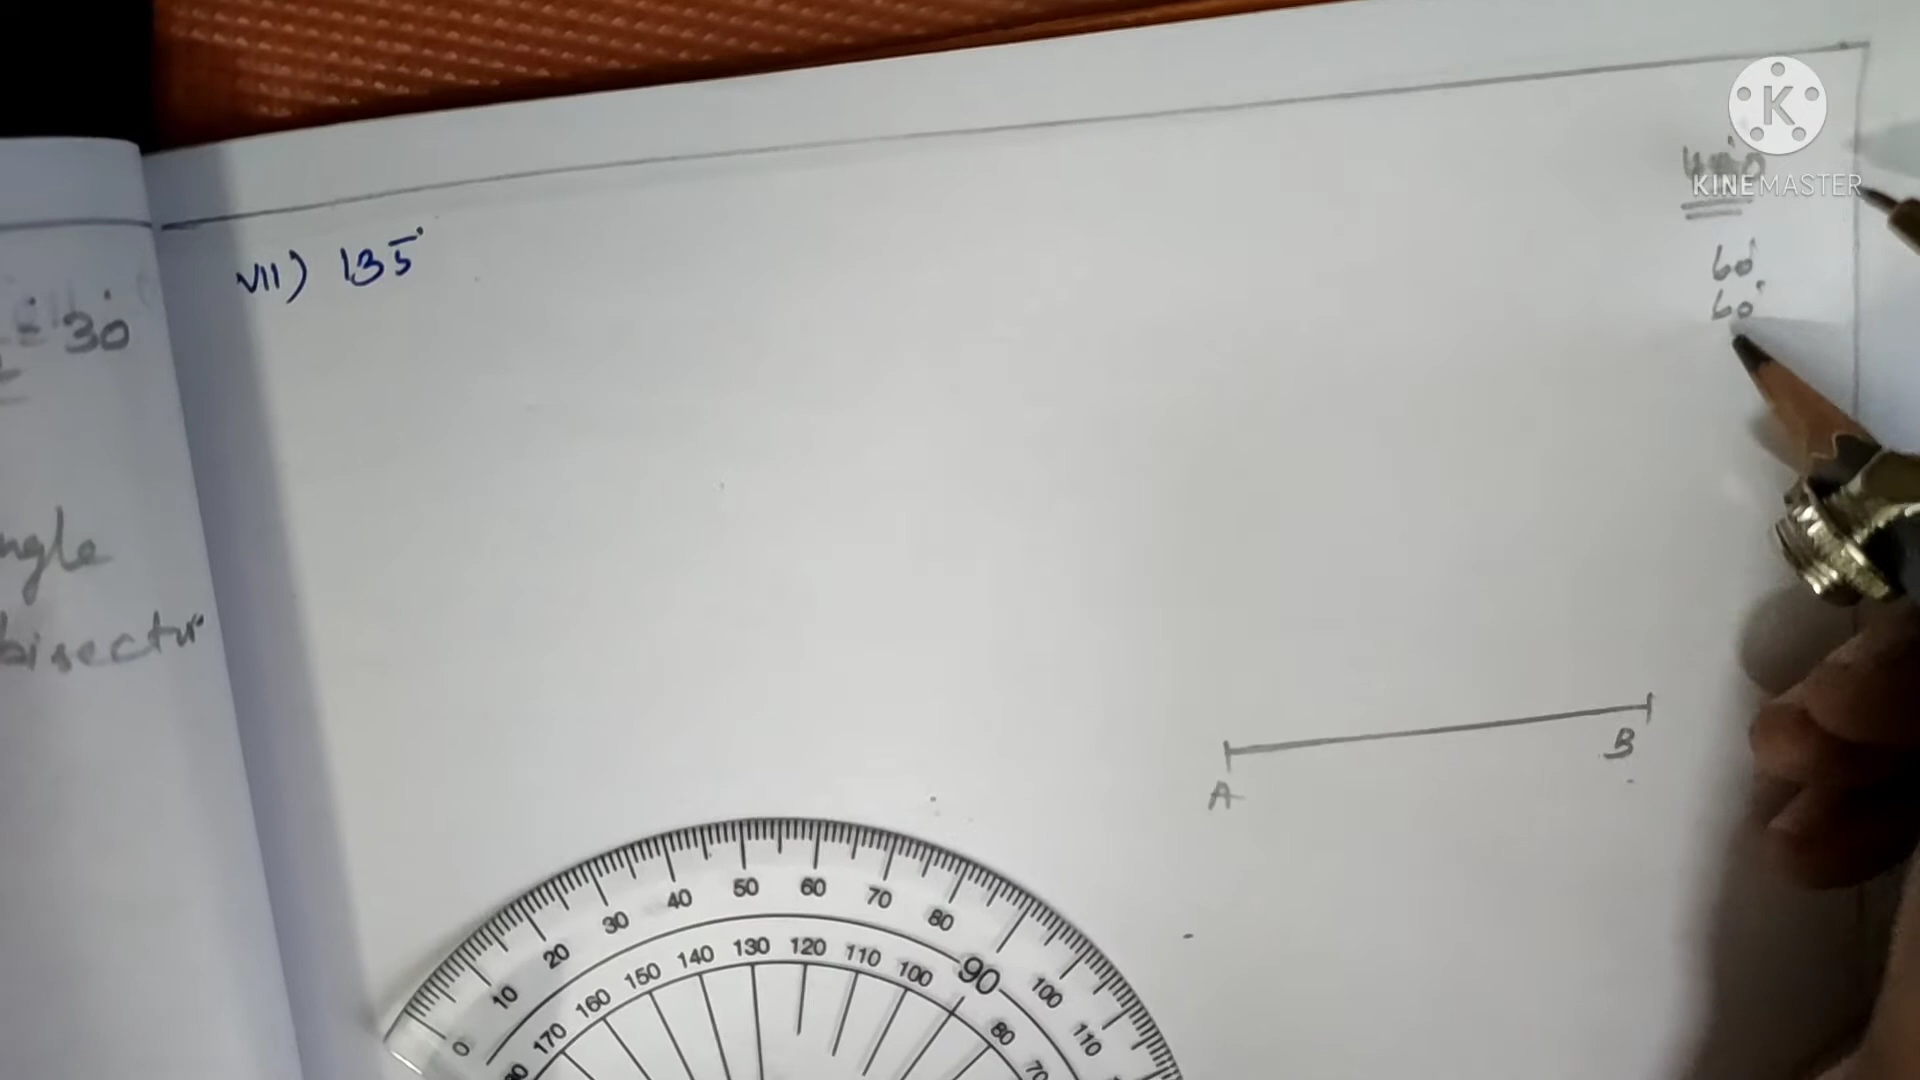 VII) 135°
KINEMASTER
60°
60°
30°
ngle
bisector
A
B
0 10 20 30 40 50 60 70 80 90 100 110
170 160 150 140 130 120 110 100 80 70